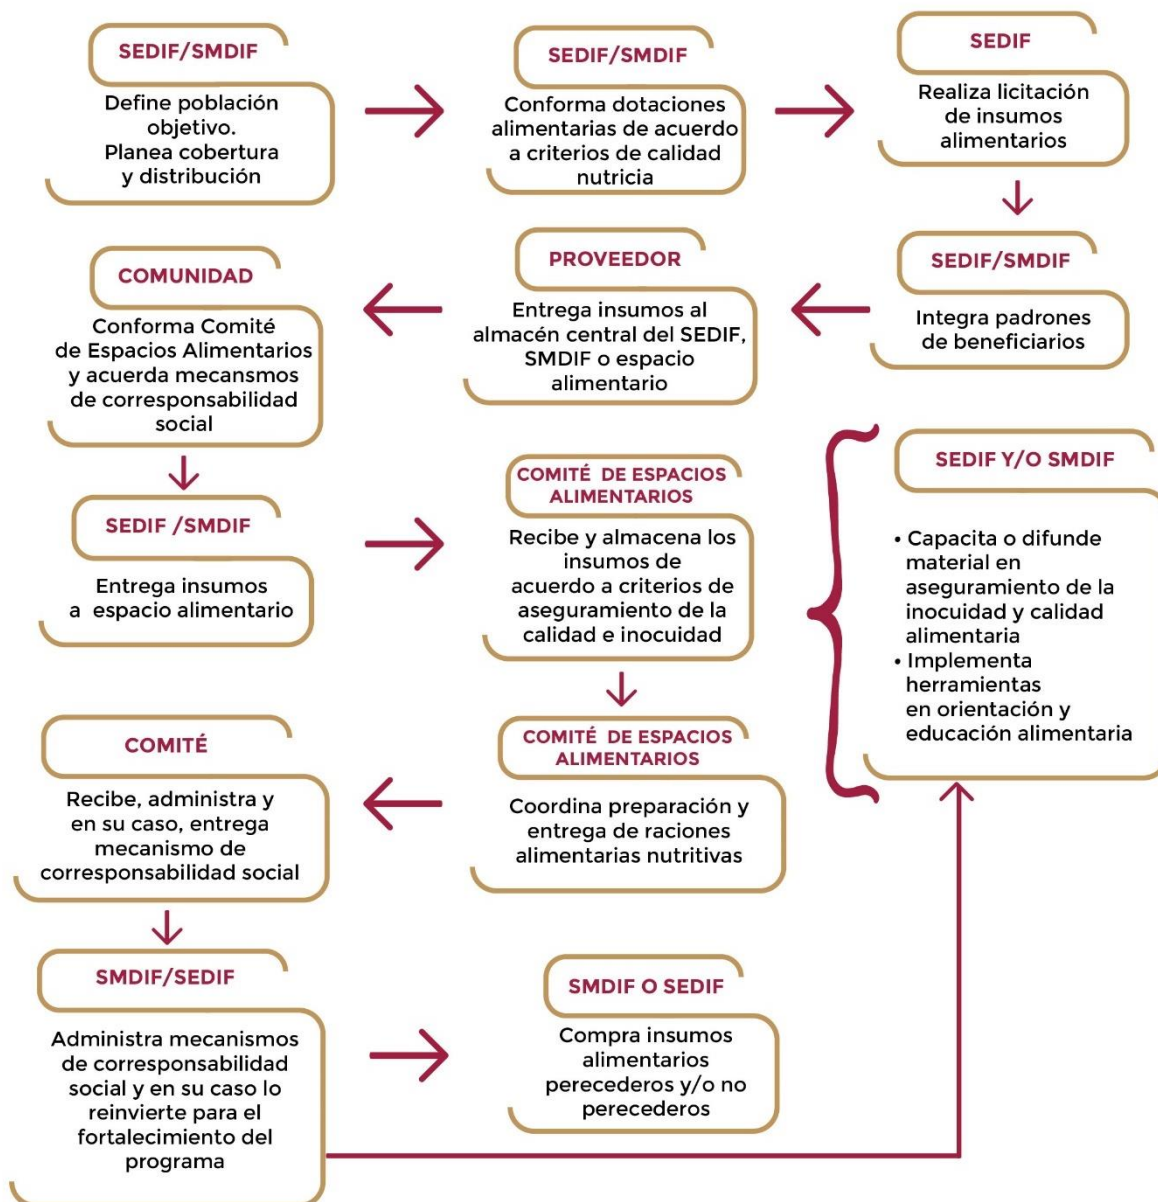 SEDIF/SMDIF
Define población
objetivo.
Planea cobertura
y distribución
SEDIF/SMDIF
Conforma dotaciones
alimentarias de acuerdo
a criterios de calidad
nutricia
SEDIF
Realiza licitación
de insumos
alimentarios
SEDIF/SMDIF
Integra padrones
de beneficiarios
PROVEEDOR
Entrega insumos al
almacén central del SEDIF,
SMDIF o espacio
alimentario
COMUNIDAD
Conforma Comité
de Espacios Alimentarios
y acuerda mecansmos
de corresponsabilidad
social
SEDIF /SMDIF
Entrega insumos
a espacio alimentario
COMITÉ DE ESPACIOS
ALIMENTARIOS
Recibe y almacena los
insumos de
acuerdo a criterios de
aseguramiento de la
calidad e inocuidad
SEDIF Y/O SMDIF
• Capacita o difunde
material en
aseguramiento de la
inocuidad y calidad
alimentaria
• Implementa
herramientas
en orientación y
educación alimentaria
COMITÉ DE ESPACIOS
ALIMENTARIOS
Coordina preparación y
entrega de raciones
alimentarias nutritivas
COMITÉ
Recibe, administra y
en su caso, entrega
mecanismo de
corresponsabilidad social
SMDIF/SEDIF
Administra mecanismos
de corresponsabilidad
social y en su caso lo
reinvierte para el
fortalecimiento del
programa
SMDIF O SEDIF
Compra insumos
alimentarios
perecederos y/o no
perecederos